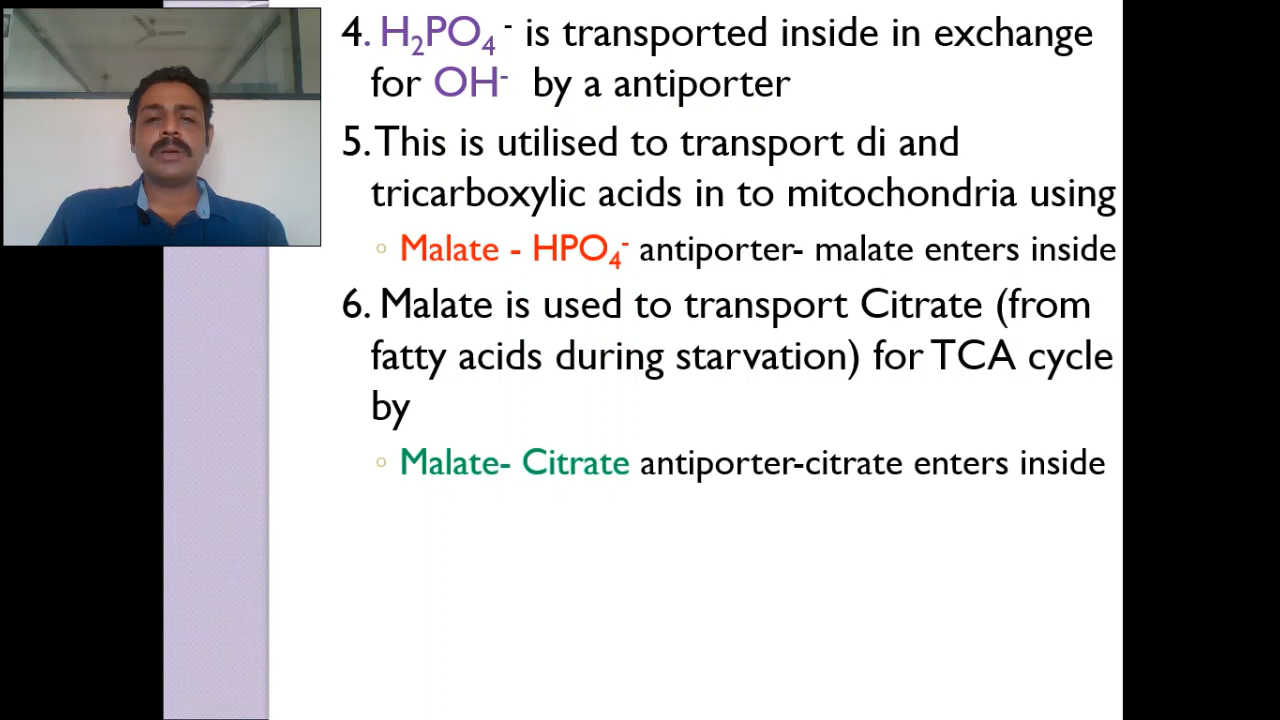 4. H₂PO₄⁻ is transported inside in exchange
for OH⁻ by a antiporter
5. This is utilised to transport di and
tricarboxylic acids in to mitochondria using
○ Malate - HPO₄⁻ antiporter- malate enters inside
6. Malate is used to transport Citrate (from
fatty acids during starvation) for TCA cycle
by
○ Malate- Citrate antiporter-citrate enters inside